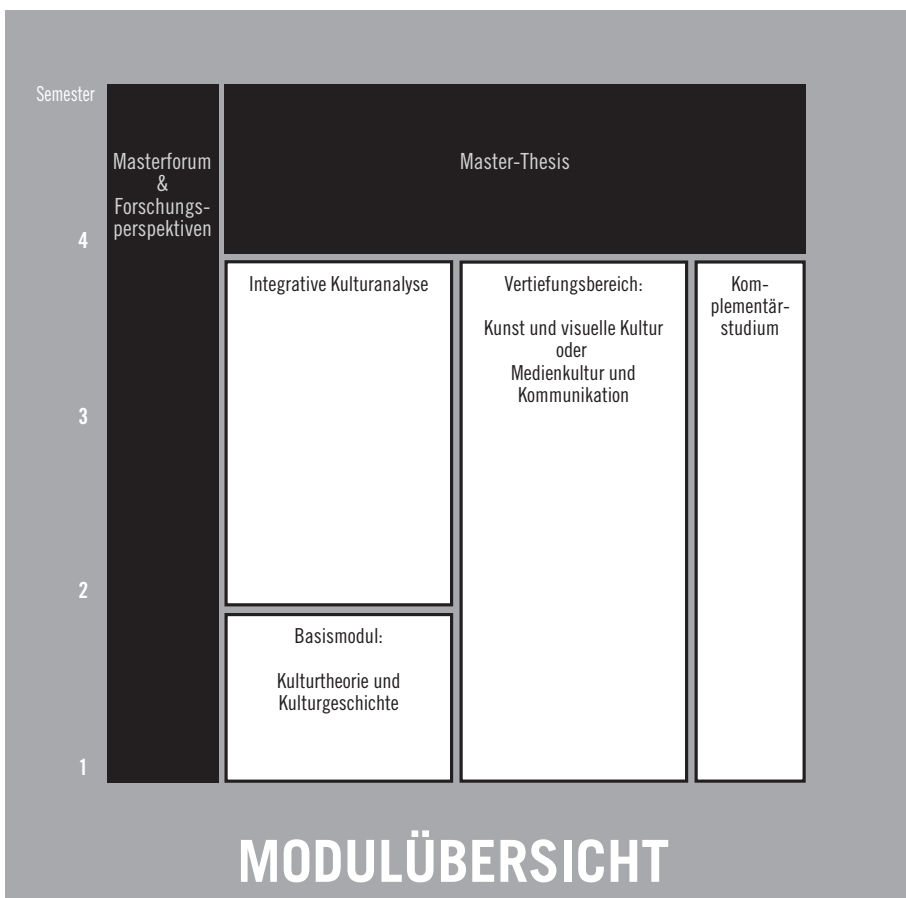 Semester
Masterforum
&
Forschungs-
perspektiven
Master-Thesis
4
Integrative Kulturanalyse
Vertiefungsbereich:
Kunst und visuelle Kultur
oder
Medienkultur und
Kommunikation
Kom-
plementär-
studium
3
2
Basismodul:
Kulturtheorie und
Kulturgeschichte
1
MODULÜBERSICHT